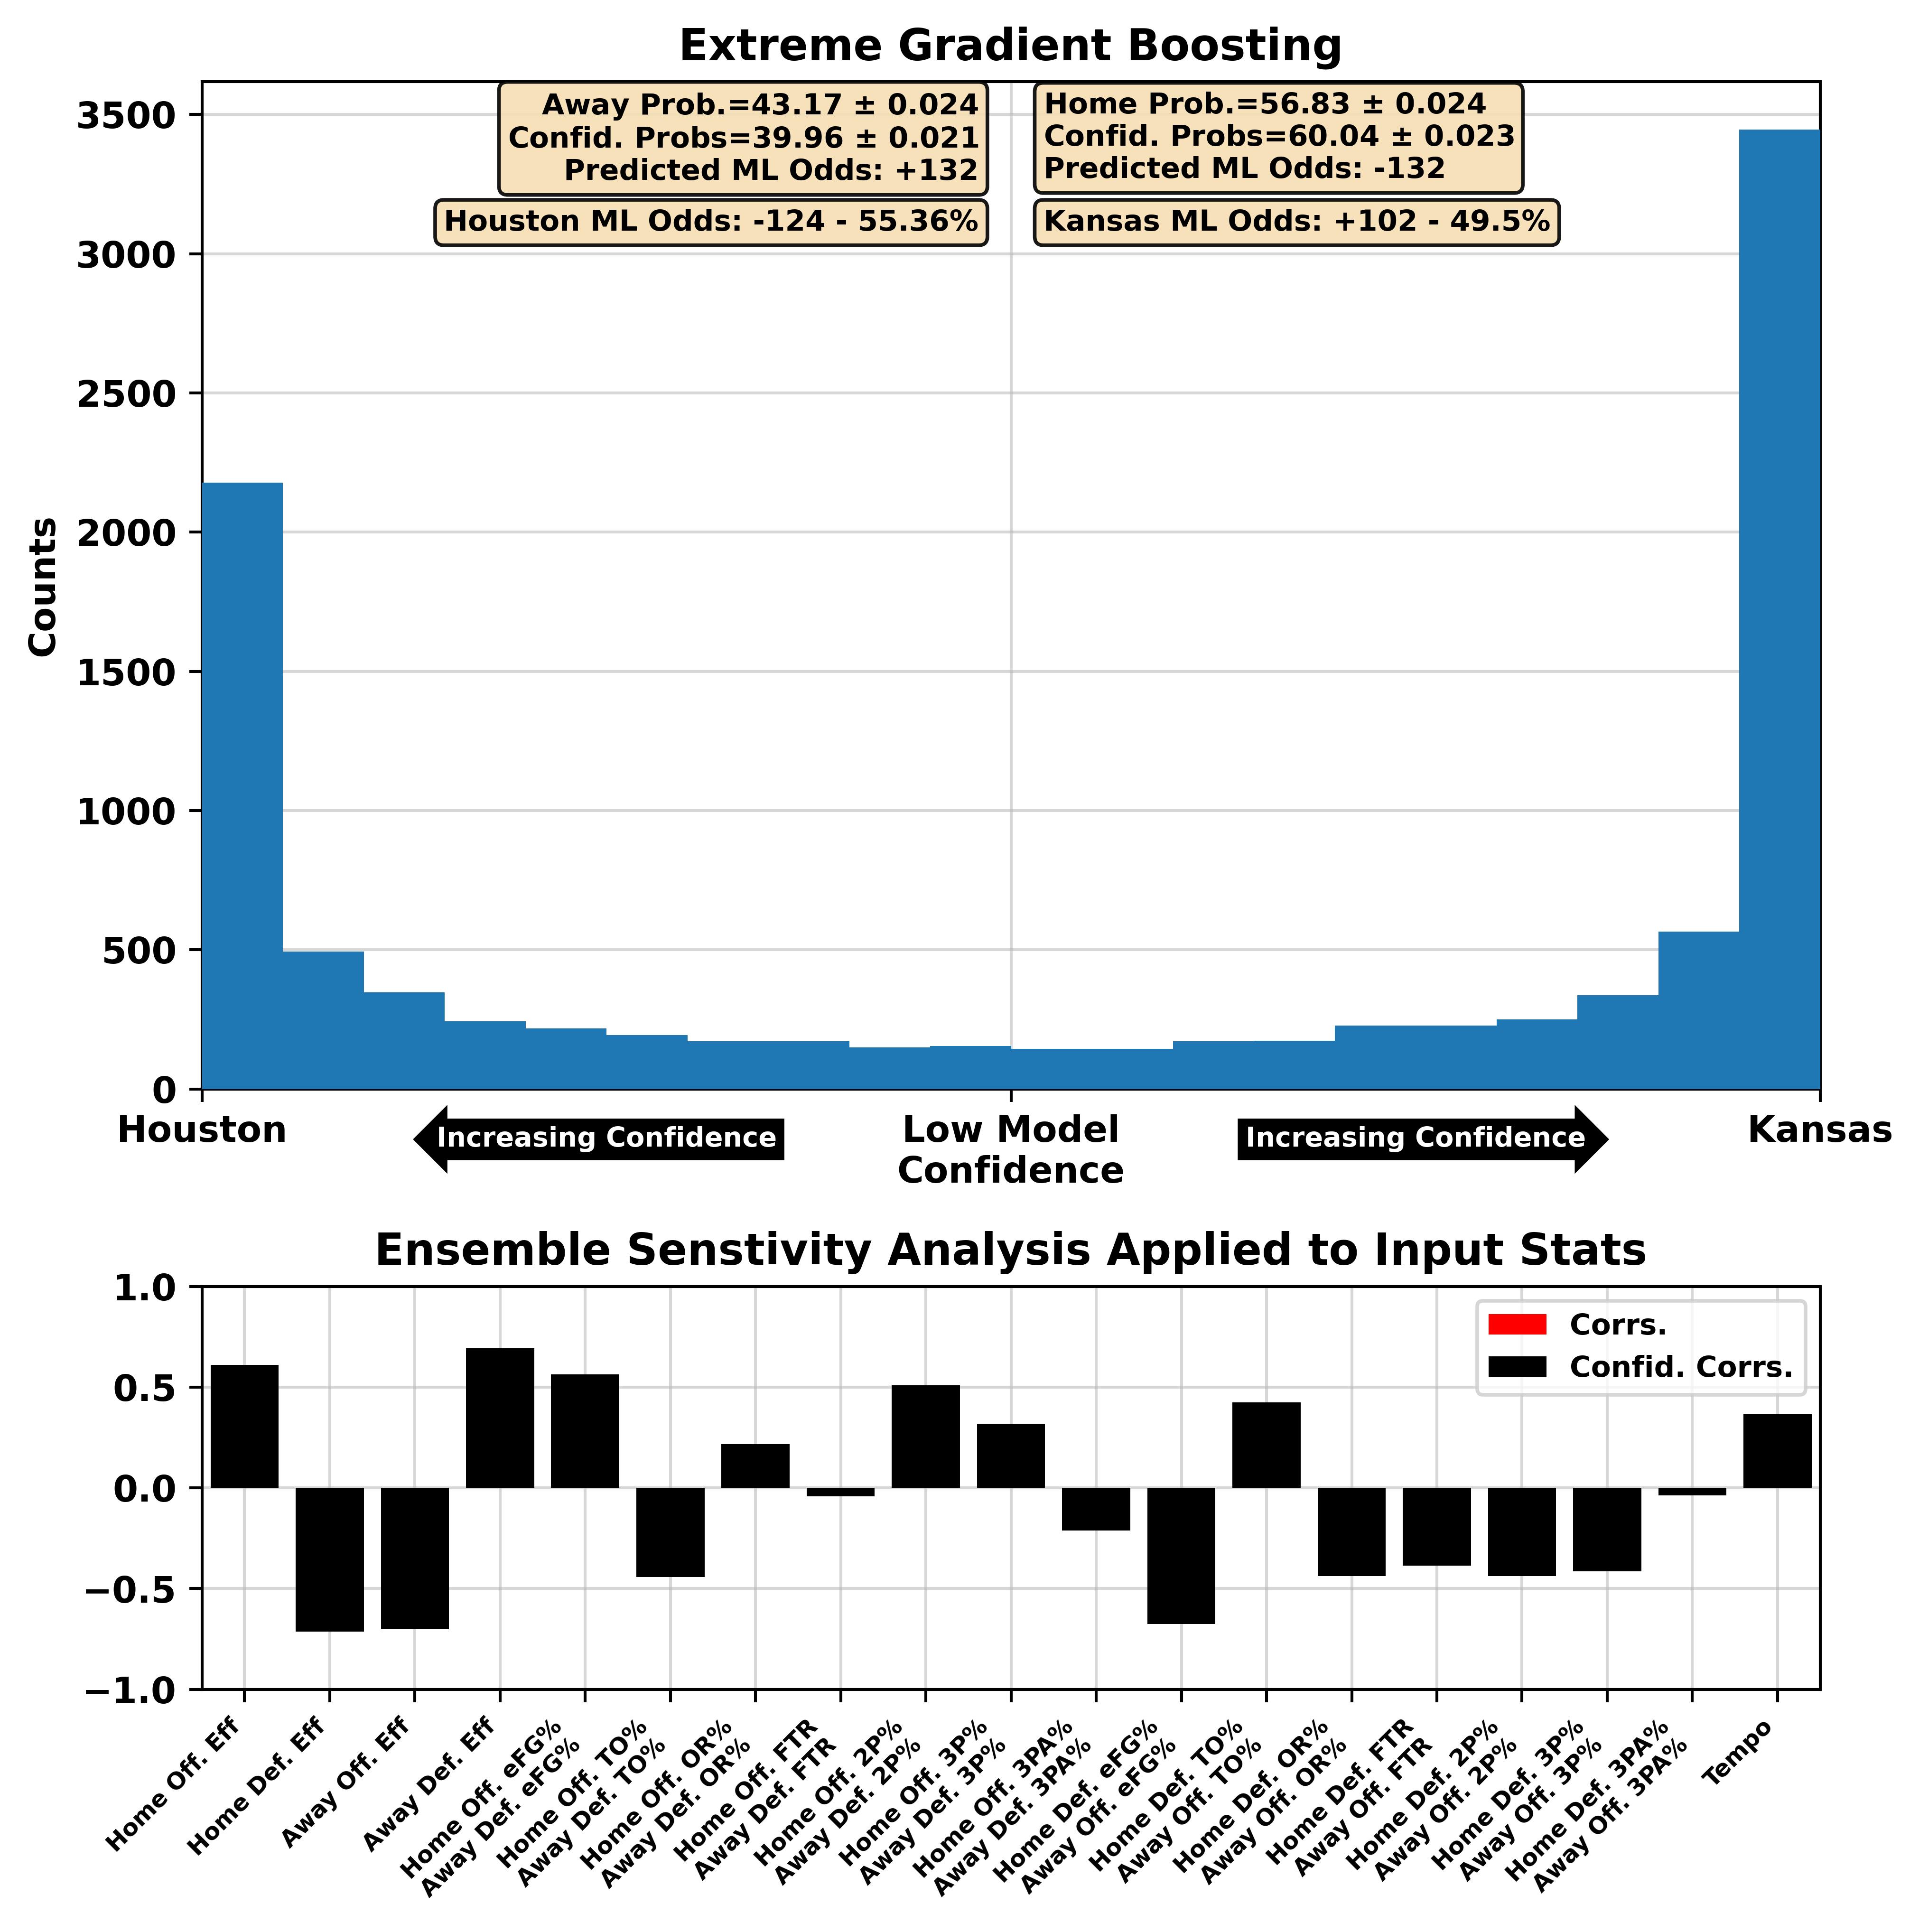 Extreme Gradient Boosting
Away Prob.=43.17 ± 0.024
Confid. Probs=39.96 ± 0.021
Predicted ML Odds: +132
Houston ML Odds: -124 - 55.36%
Home Prob.=56.83 ± 0.024
Confid. Probs=60.04 ± 0.023
Predicted ML Odds: -132
Kansas ML Odds: +102 - 49.5%
Counts
3500
3000
2500
2000
1500
1000
500
0
Houston
Increasing Confidence
Low Model
Confidence
Increasing Confidence
Kansas
Ensemble Senstivity Analysis Applied to Input Stats
1.0
0.5
0.0
−0.5
−1.0
Corrs.
Confid. Corrs.
Home Off. Eff
Home Def. Eff
Away Off. Eff
Away Def. Eff
Home Off. eFG%
Away Def. eFG%
Home Off. TO%
Away Def. TO%
Home Off. OR%
Away Def. OR%
Home Off. FTR
Away Def. FTR
Home Off. 2P%
Away Def. 2P%
Home Off. 3P%
Away Def. 3P%
Home Off. 3PA%
Away Def. 3PA%
Home Def. eFG%
Away Off. eFG%
Home Def. TO%
Away Off. TO%
Home Def. OR%
Away Off. OR%
Home Def. FTR
Away Off. FTR
Home Def. 2P%
Away Off. 2P%
Home Def. 3P%
Away Off. 3P%
Home Def. 3PA%
Away Off. 3PA%
Tempo